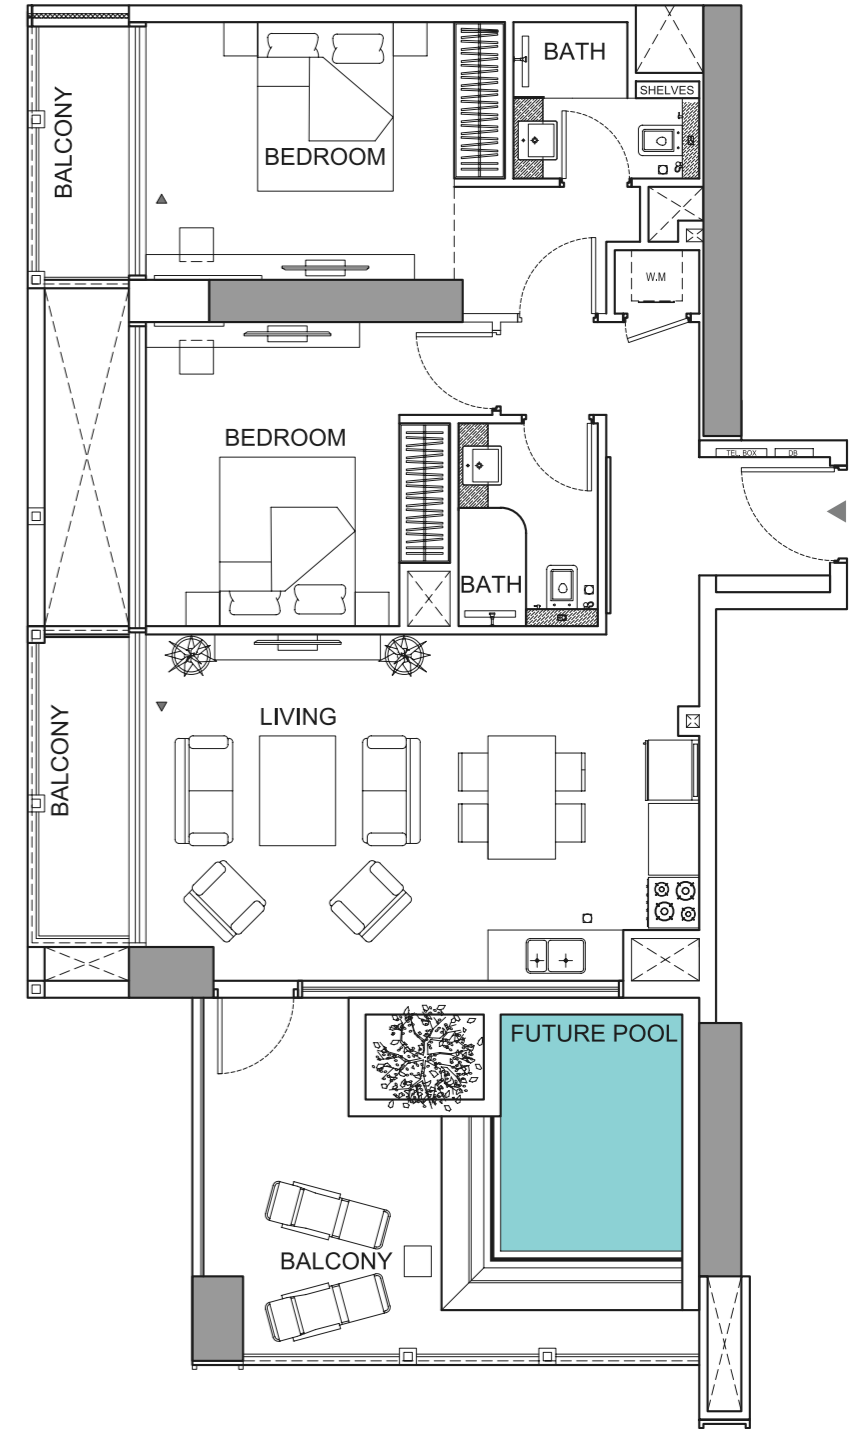 BATH
SHELVES
BALCONY
BEDROOM
W.M
BEDROOM
TEL. BOX
DB
BATH
LIVING
BALCONY
FUTURE POOL
BALCONY